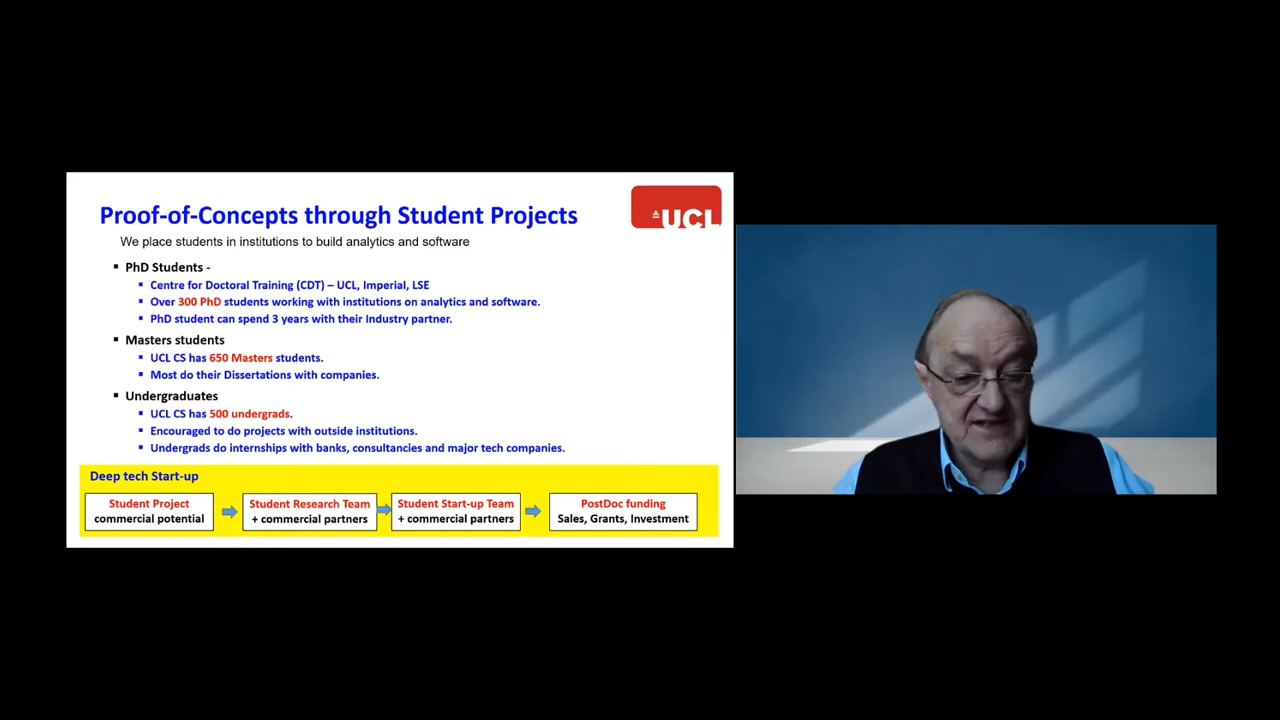 Proof-of-Concepts through Student Projects
UCL
We place students in institutions to build analytics and software
▪ PhD Students -
▪ Centre for Doctoral Training (CDT) – UCL, Imperial, LSE
▪ Over 300 PhD students working with institutions on analytics and software.
▪ PhD student can spend 3 years with their Industry partner.
▪ Masters students
▪ UCL CS has 650 Masters students.
▪ Most do their Dissertations with companies.
▪ Undergraduates
▪ UCL CS has 500 undergrads.
▪ Encouraged to do projects with outside institutions.
▪ Undergrads do internships with banks, consultancies and major tech companies.
Deep tech Start-up
Student Project
commercial potential
Student Research Team
+ commercial partners
Student Start-up Team
+ commercial partners
PostDoc funding
Sales, Grants, Investment